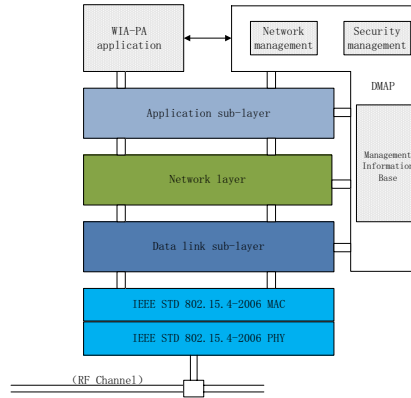 WIA-PA
application
Network
management
Security
management
DMAP
Application sub-layer
Management
Information
Base
Network layer
Data link sub-layer
IEEE STD 802.15.4-2006 MAC
IEEE STD 802.15.4-2006 PHY
(RF Channel)